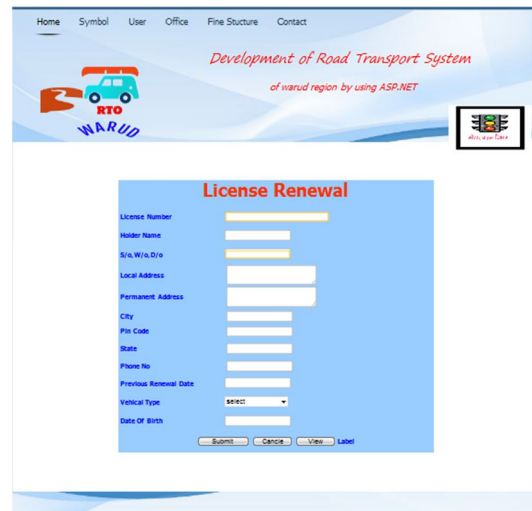 Home Symbol User Office Fine Stucture Contact
Development of Road Transport System
of warud region by using ASP.NET
RTO
WARUD
License Renewal
License Number
Holder Name
S/o,W/o,D/o
Local Address
Permanent Address
City
Pin Code
State
Phone No
Previous Renewal Date
Vehical Type select
Date Of Birth
Submit Cancle View Label